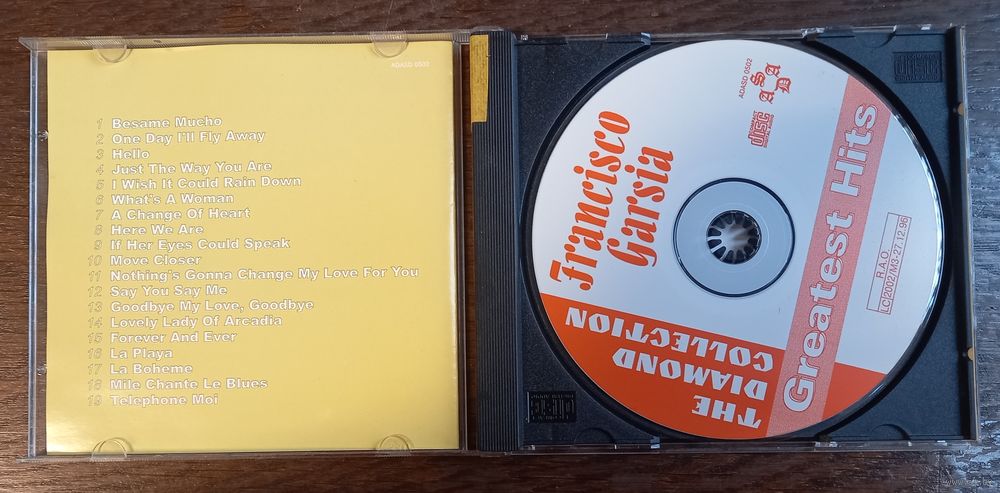 ADASD 0502
1 Besame Mucho
2 One Day I'll Fly Away
3 Hello
4 Just The Way You Are
5 I Wish It Could Rain Down
6 What's A Woman
7 A Change Of Heart
8 Here We Are
9 If Her Eyes Could Speak
10 Move Closer
11 Nothing's Gonna Change My Love For You
12 Say You Say Me
13 Goodbye My Love, Goodbye
14 Lovely Lady Of Arcadia
15 Forever And Ever
16 La Playa
17 La Boheme
18 Mile Chante Le Blues
19 Telephone Moi
Francisco
Garsia
ADASD 0502
ASAD
COMPACT
disc
THE
DIAMOND
COLLECTION
Greatest Hits
R.A.O.
LC 2002/M3-27.12.96